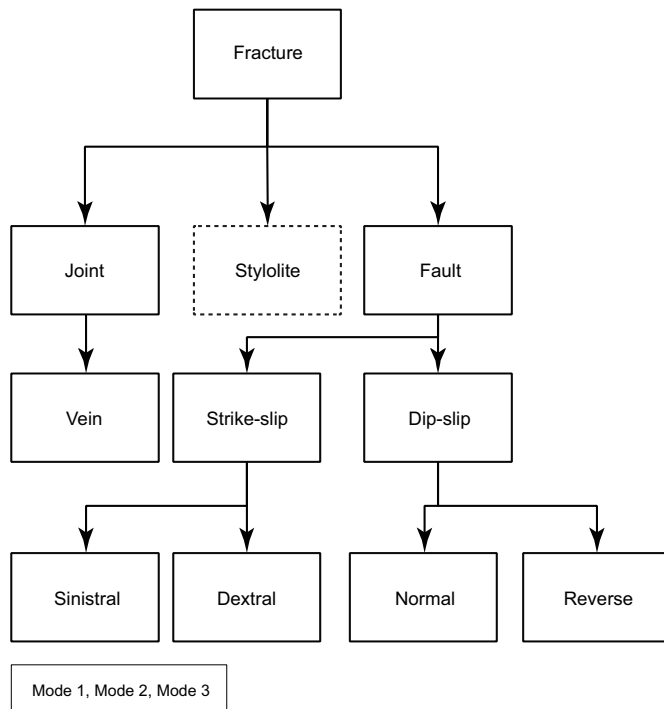 Fracture
Joint
Stylolite
Fault
Vein
Strike-slip
Dip-slip
Sinistral
Dextral
Normal
Reverse
Mode 1, Mode 2, Mode 3